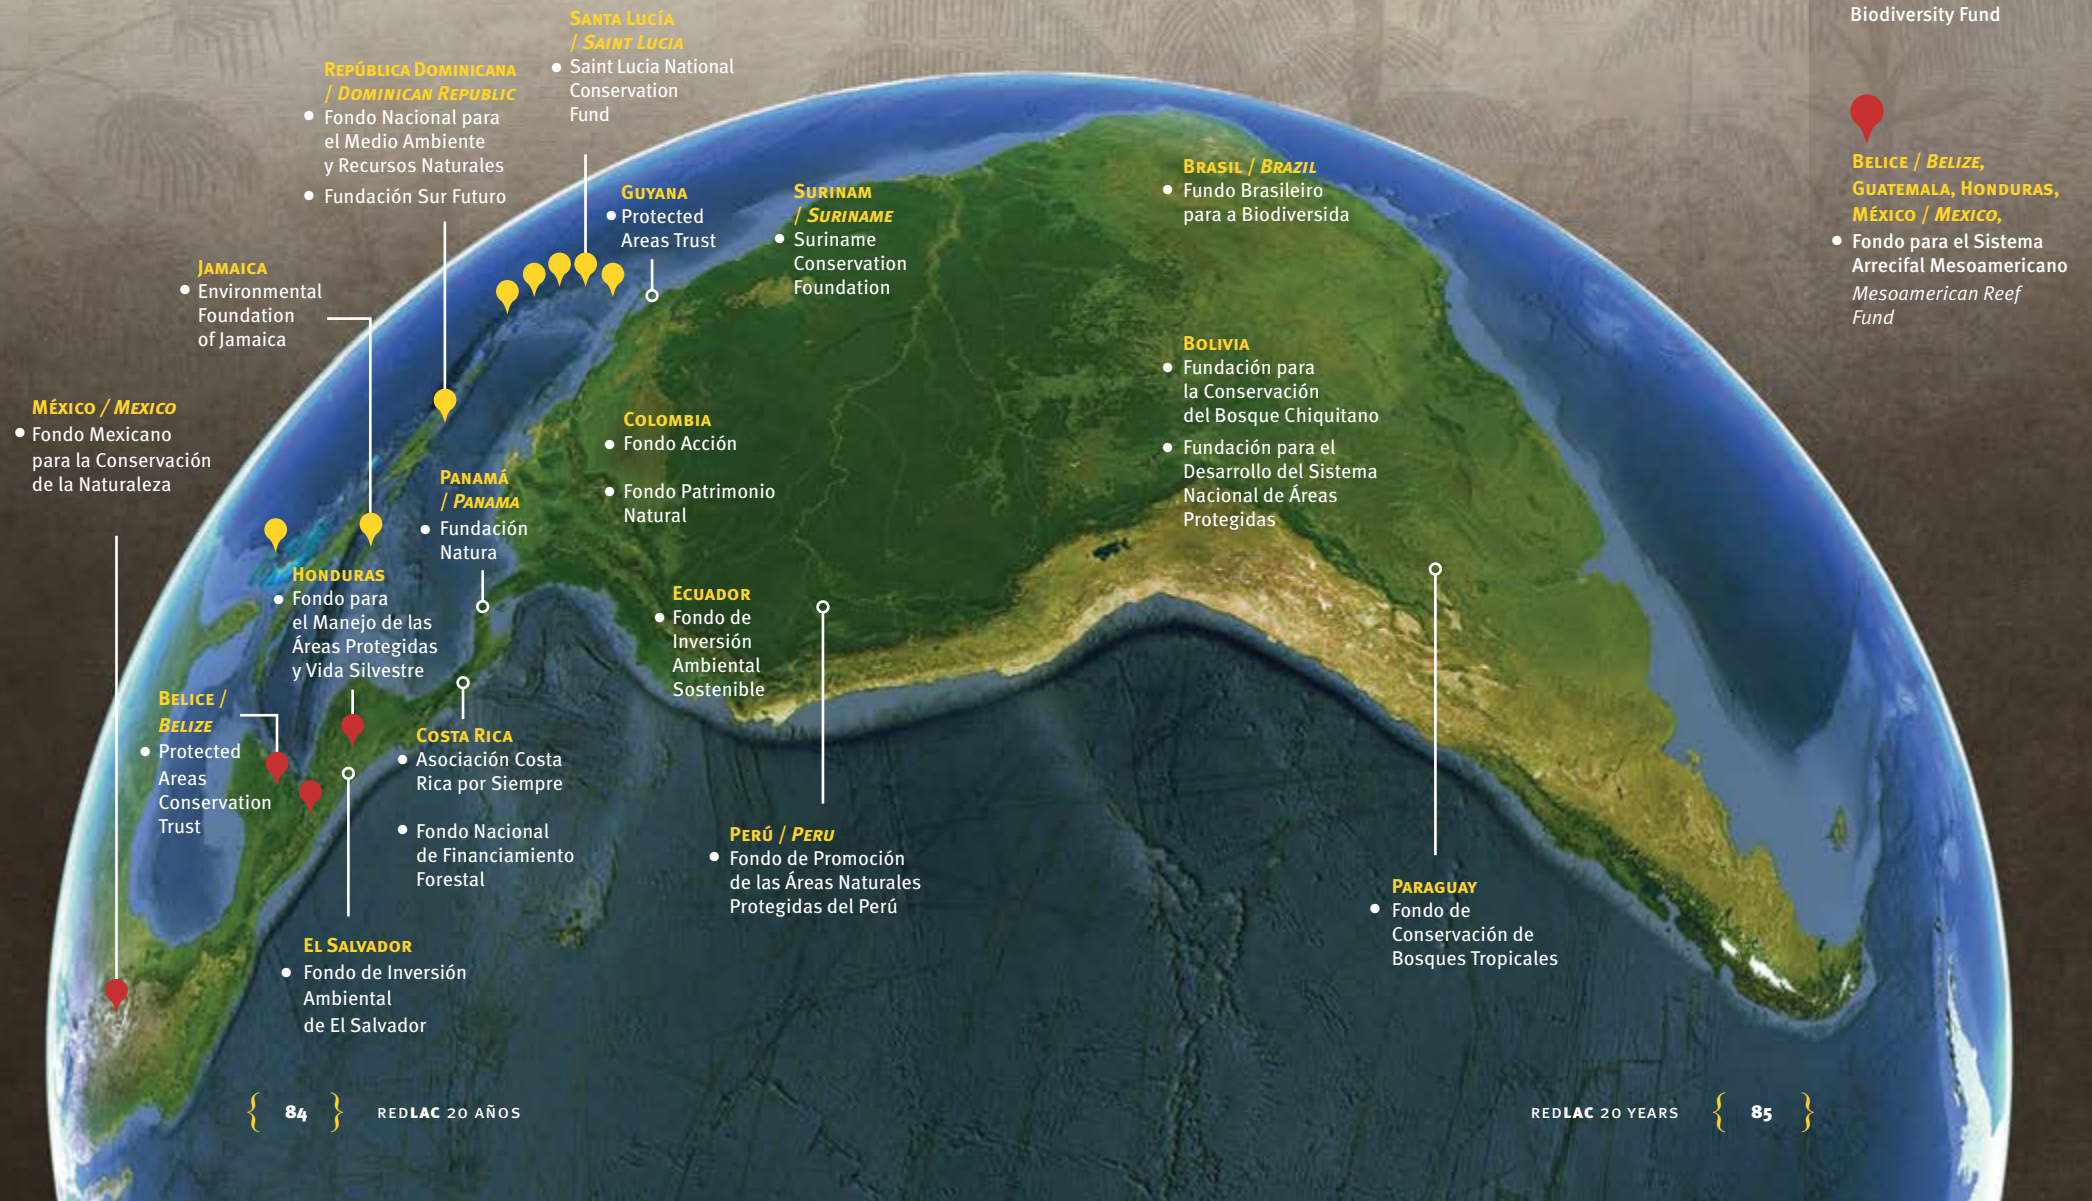 SANTA LUCÍA
/ SAINT LUCIA
• Saint Lucia National
Conservation
Fund
REPÚBLICA DOMINICANA
/ DOMINICAN REPUBLIC
• Fondo Nacional para
el Medio Ambiente
y Recursos Naturales
• Fundación Sur Futuro
GUYANA
• Protected
Areas Trust
SURINAM
/ SURINAME
• Suriname
Conservation
Foundation
BRASIL / BRAZIL
• Fundo Brasileiro
para a Biodiversida
JAMAICA
• Environmental
Foundation
of Jamaica
MÉXICO / MEXICO
• Fondo Mexicano
para la Conservación
de la Naturaleza
PANAMÁ
/ PANAMA
• Fundación
Natura
COLOMBIA
• Fondo Acción
• Fondo Patrimonio
Natural
BOLIVIA
• Fundación para
la Conservación
del Bosque Chiquitano
• Fundación para el
Desarrollo del Sistema
Nacional de Áreas
Protegidas
HONDURAS
• Fondo para
el Manejo de las
Áreas Protegidas
y Vida Silvestre
ECUADOR
• Fondo de
Inversión
Ambiental
Sostenible
BELICE /
BELIZE
• Protected
Areas
Conservation
Trust
COSTA RICA
• Asociación Costa
Rica por Siempre
• Fondo Nacional
de Financiamiento
Forestal
PERÚ / PERU
• Fondo de Promoción
de las Áreas Naturales
Protegidas del Perú
PARAGUAY
• Fondo de
Conservación de
Bosques Tropicales
EL SALVADOR
• Fondo de Inversión
Ambiental
de El Salvador
Biodiversity Fund
BELICE / BELIZE,
GUATEMALA, HONDURAS,
MÉXICO / MEXICO,
• Fondo para el Sistema
Arrecifal Mesoamericano
Mesoamerican Reef
Fund
{ 84 } REDLAC 20 AÑOS
REDLAC 20 YEARS { 85 }